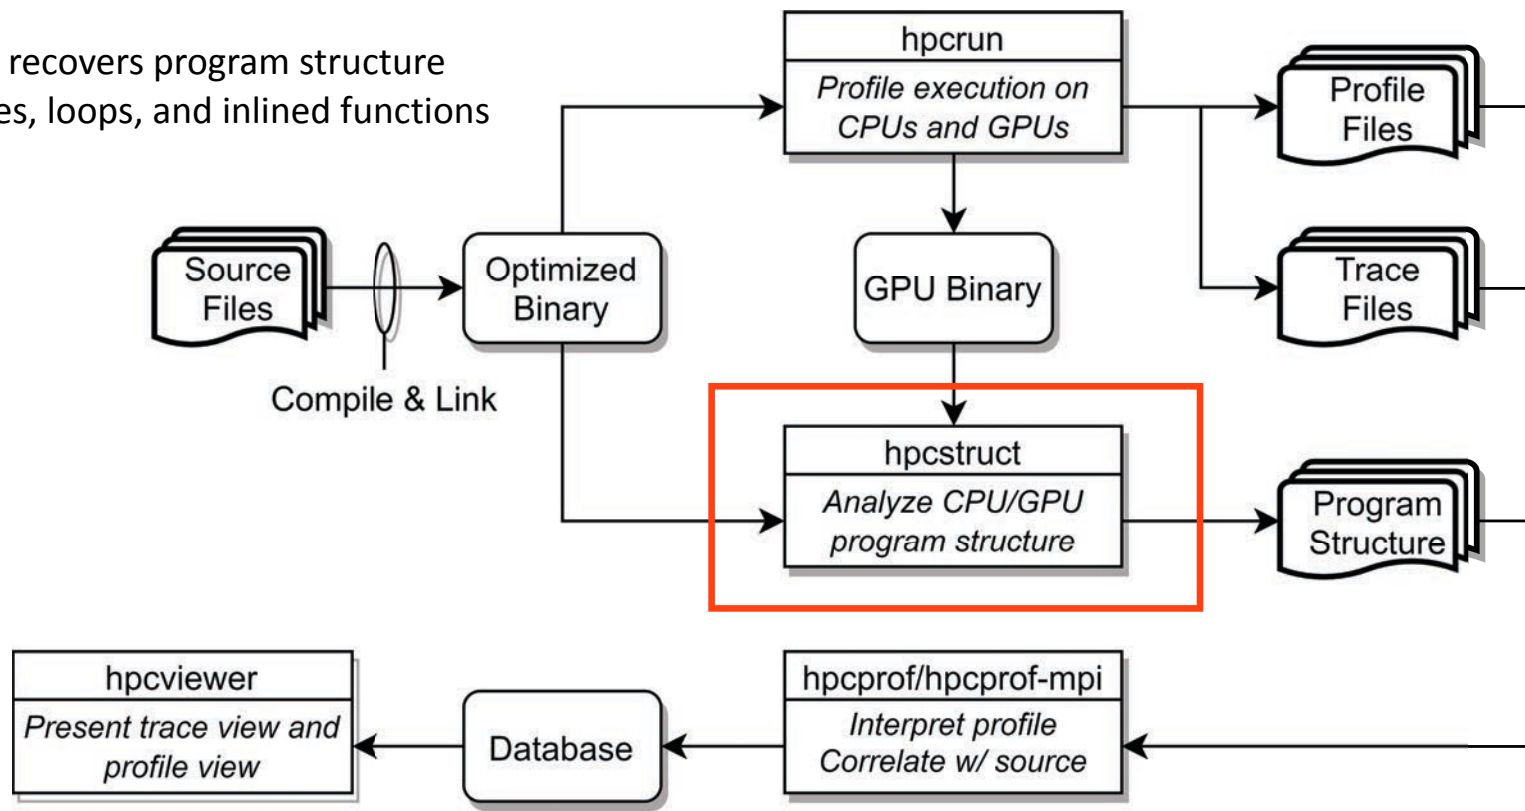 recovers program structure
es, loops, and inlined functions
hpcrun
Profile execution on
CPUs and GPUs
Profile
Files
Source
Files
Compile & Link
Optimized
Binary
GPU Binary
Trace
Files
hpcstruct
Analyze CPU/GPU
program structure
Program
Structure
hpcviewer
Present trace view and
profile view
Database
hpcprof/hpcprof-mpi
Interpret profile
Correlate w/ source